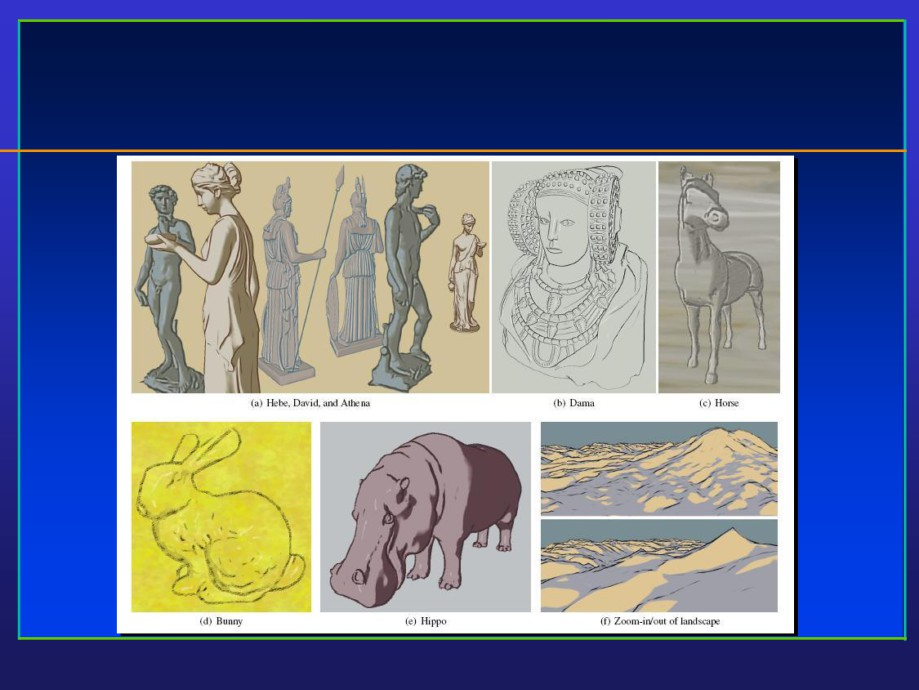 (a) Hebe, David, and Athena
(b) Dama
(c) Horse
(d) Bunny
(e) Hippo
(f) Zoom-in/out of landscape